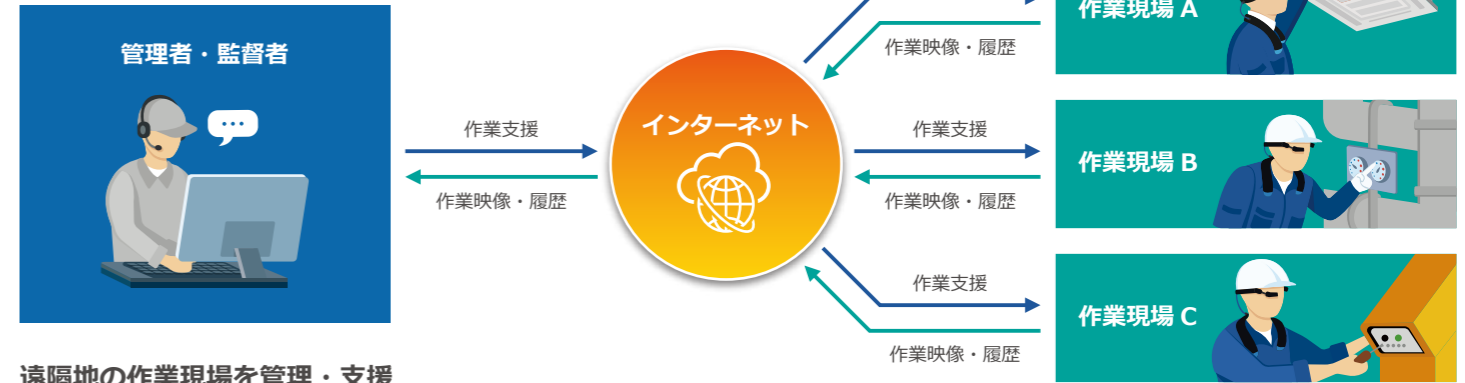 管理者・監督者
作業支援
作業映像・履歴
インターネット
作業映像・履歴
作業支援
作業映像・履歴
作業支援
作業映像・履歴
作業現場 A
作業現場 B
作業現場 C
遠隔地の作業現場を管理・支援